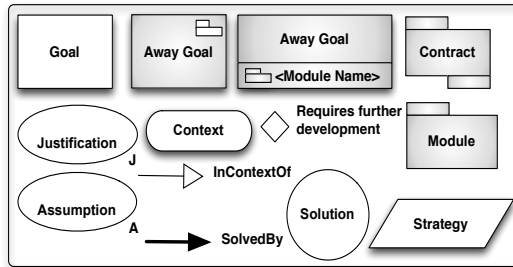 Goal
Away Goal
Away Goal
<Module Name>
Contract
Justification
J
Context
Requires further
development
Module
InContextOf
Assumption
A
SolvedBy
Solution
Strategy